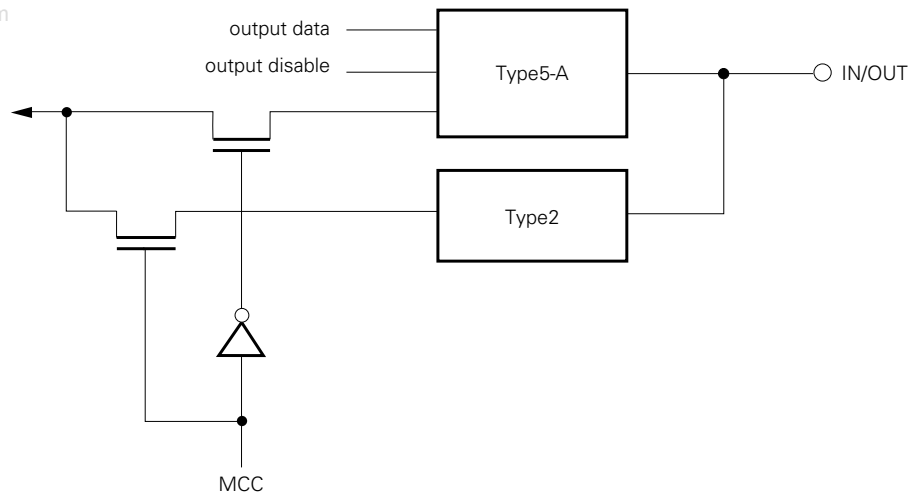 m
output data
output disable
Type5-A
IN/OUT
Type2
MCC